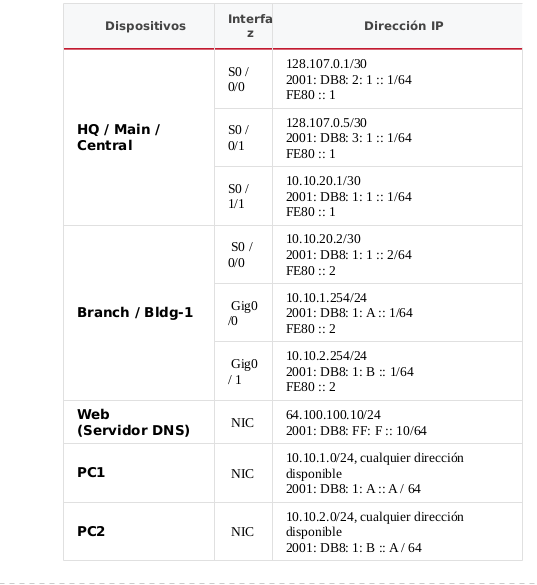 Dispositivos
Interfa
z
Dirección IP
HQ / Main /
Central
S0 /
0/0
128.107.0.1/30
2001: DB8: 2: 1 :: 1/64
FE80 :: 1
S0 /
0/1
128.107.0.5/30
2001: DB8: 3: 1 :: 1/64
FE80 :: 1
S0 /
1/1
10.10.20.1/30
2001: DB8: 1: 1 :: 1/64
FE80 :: 1
Branch / Bldg-1
S0 /
0/0
10.10.20.2/30
2001: DB8: 1: 1 :: 2/64
FE80 :: 2
Gig0
/0
10.10.1.254/24
2001: DB8: 1: A :: 1/64
FE80 :: 2
Gig0
/ 1
10.10.2.254/24
2001: DB8: 1: B :: 1/64
FE80 :: 2
Web
(Servidor DNS)
NIC
64.100.100.10/24
2001: DB8: FF: F :: 10/64
PC1
NIC
10.10.1.0/24, cualquier dirección
disponible
2001: DB8: 1: A :: A / 64
PC2
NIC
10.10.2.0/24, cualquier dirección
disponible
2001: DB8: 1: B :: A / 64